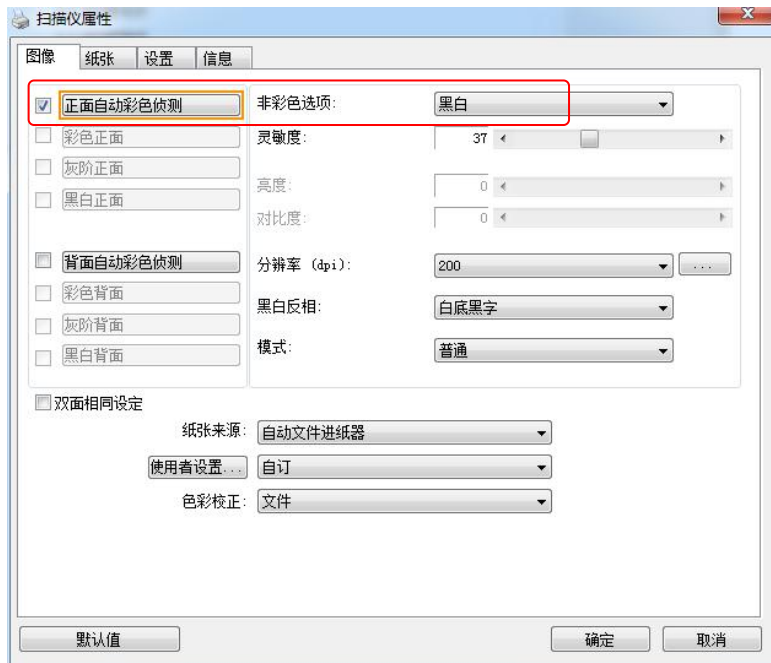 扫描仪属性
图像 纸张 设置 信息
正面自动彩色侦测 非彩色选项: 黑白
彩色正面 灵敏度: 37
灰阶正面
亮度: 0
黑白正面
对比度: 0
背面自动彩色侦测 分辨率 (dpi): 200 ...
彩色背面
黑白反相: 白底黑字
灰阶背面
黑白背面 模式: 普通
双面相同设定
纸张来源: 自动文件进纸器
使用者设置... 自订
色彩校正: 文件
默认值 确定 取消